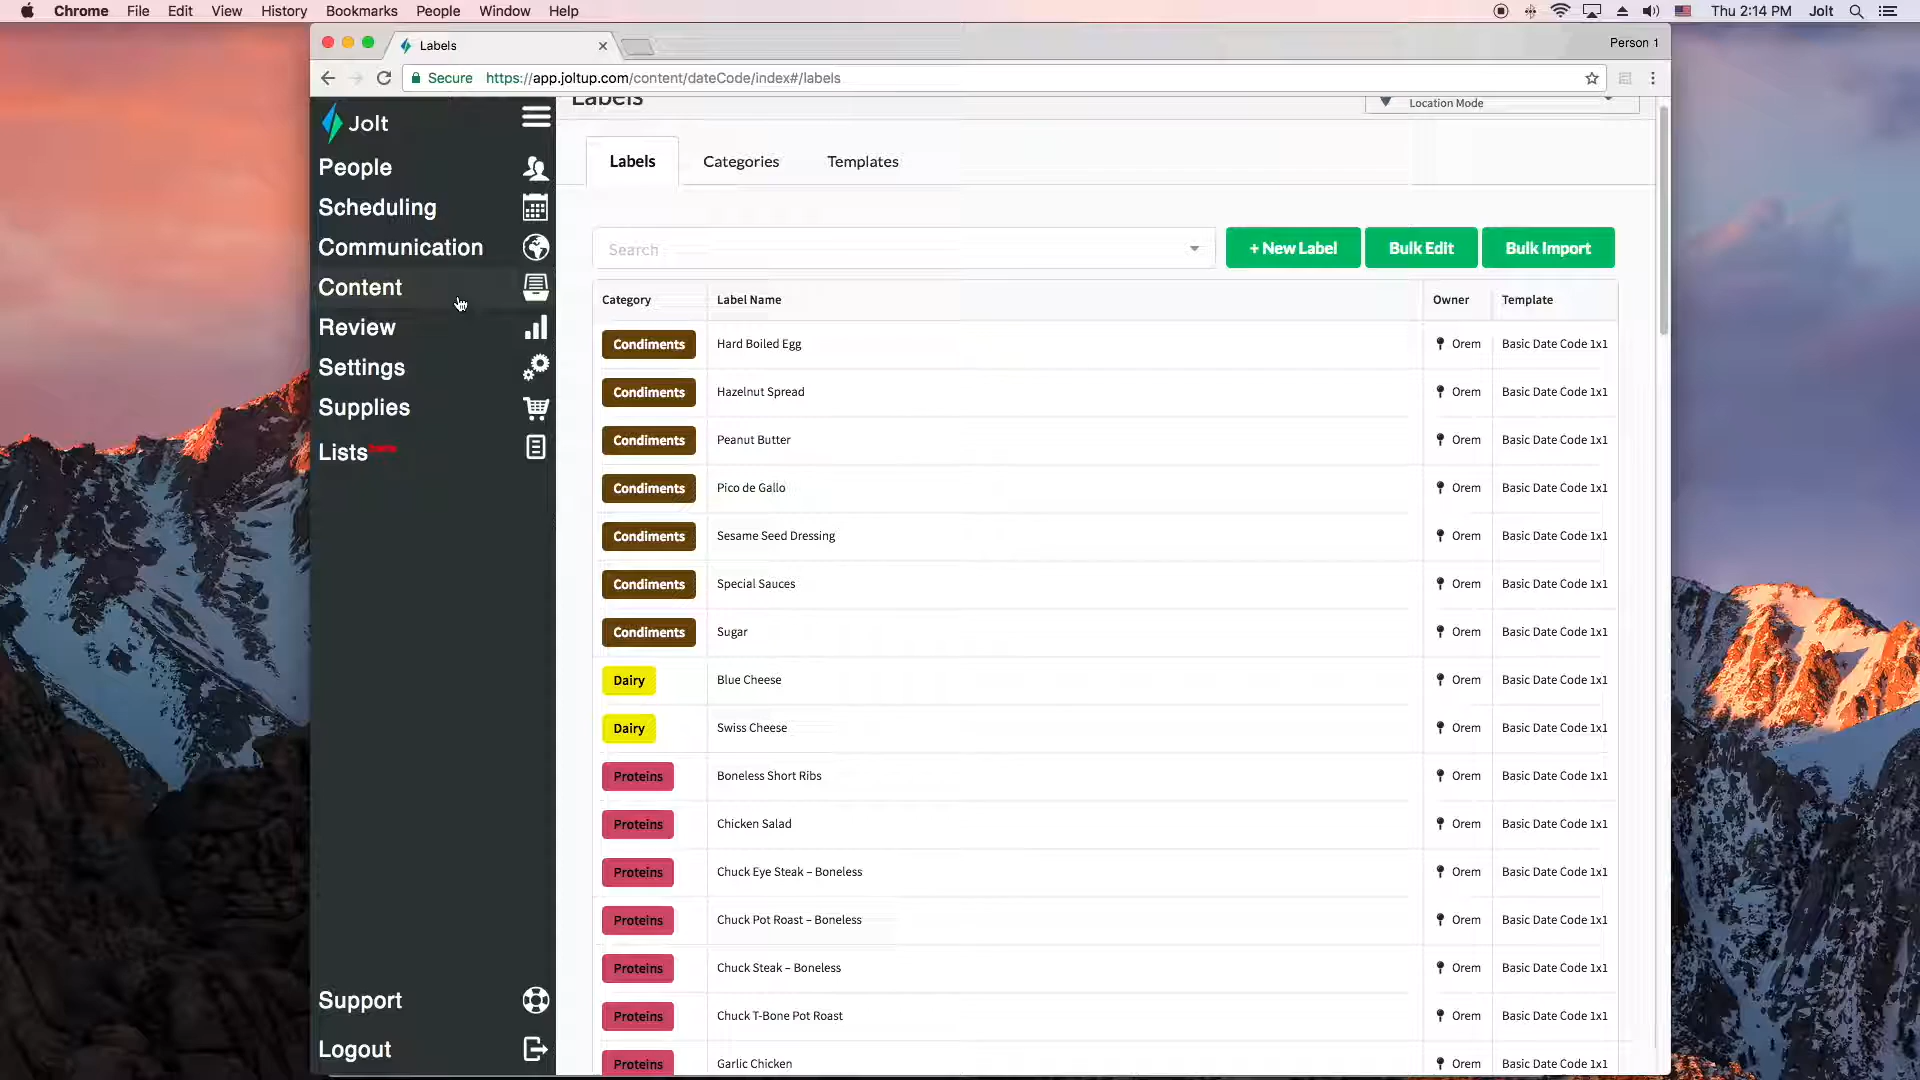 Chrome File Edit View History Bookmarks People Window Help Thu 2:14 PM Jolt
Labels Person 1
Secure https://app.joltup.com/content/dateCode/index#/labels
Jolt
People
Scheduling
Communication
Content
Review
Settings
Supplies
Lists
Support
Logout
Labels Location Mode
Labels Categories Templates
Search + New Label Bulk Edit Bulk Import
Category Label Name Owner Template
Condiments Hard Boiled Egg Orem Basic Date Code 1x1
Condiments Hazelnut Spread Orem Basic Date Code 1x1
Condiments Peanut Butter Orem Basic Date Code 1x1
Condiments Pico de Gallo Orem Basic Date Code 1x1
Condiments Sesame Seed Dressing Orem Basic Date Code 1x1
Condiments Special Sauces Orem Basic Date Code 1x1
Condiments Sugar Orem Basic Date Code 1x1
Dairy Blue Cheese Orem Basic Date Code 1x1
Dairy Swiss Cheese Orem Basic Date Code 1x1
Proteins Boneless Short Ribs Orem Basic Date Code 1x1
Proteins Chicken Salad Orem Basic Date Code 1x1
Proteins Chuck Eye Steak – Boneless Orem Basic Date Code 1x1
Proteins Chuck Pot Roast – Boneless Orem Basic Date Code 1x1
Proteins Chuck Steak – Boneless Orem Basic Date Code 1x1
Proteins Chuck T-Bone Pot Roast Orem Basic Date Code 1x1
Proteins Garlic Chicken Orem Basic Date Code 1x1